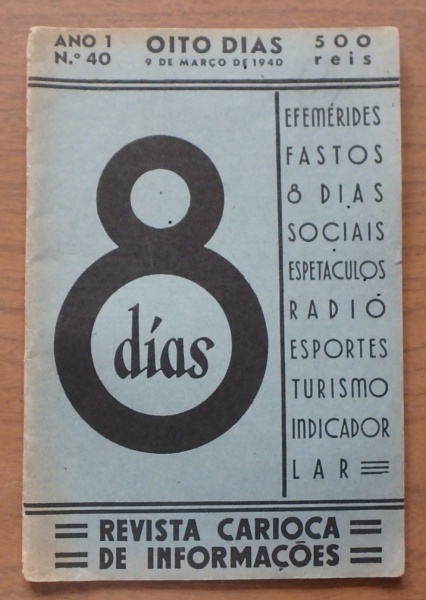 ANO 1
N.º 40
OITO DIAS
9 DE MARÇO DE 1940
500
reis
8
días
EFEMÉRIDES
FASTOS
8 DIAS
SOCIAIS
ESPETACULOS
RADIO
ESPORTES
TURISMO
INDICADOR
LAR
REVISTA CARIOCA
DE INFORMAÇÕES